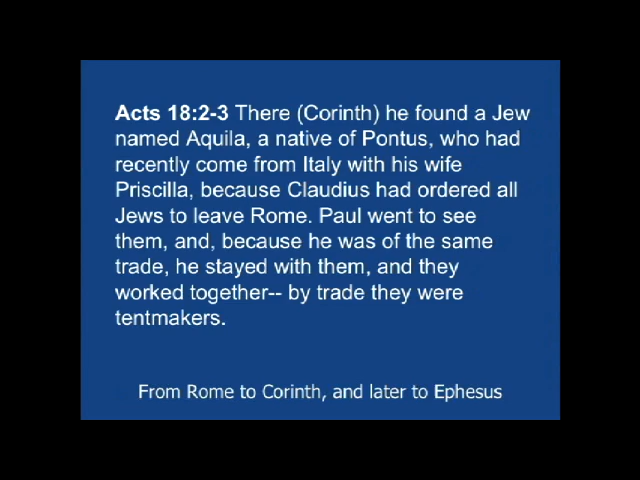 Acts 18:2-3 There (Corinth) he found a Jew
named Aquila, a native of Pontus, who had
recently come from Italy with his wife
Priscilla, because Claudius had ordered all
Jews to leave Rome. Paul went to see
them, and, because he was of the same
trade, he stayed with them, and they
worked together-- by trade they were
tentmakers.
From Rome to Corinth, and later to Ephesus